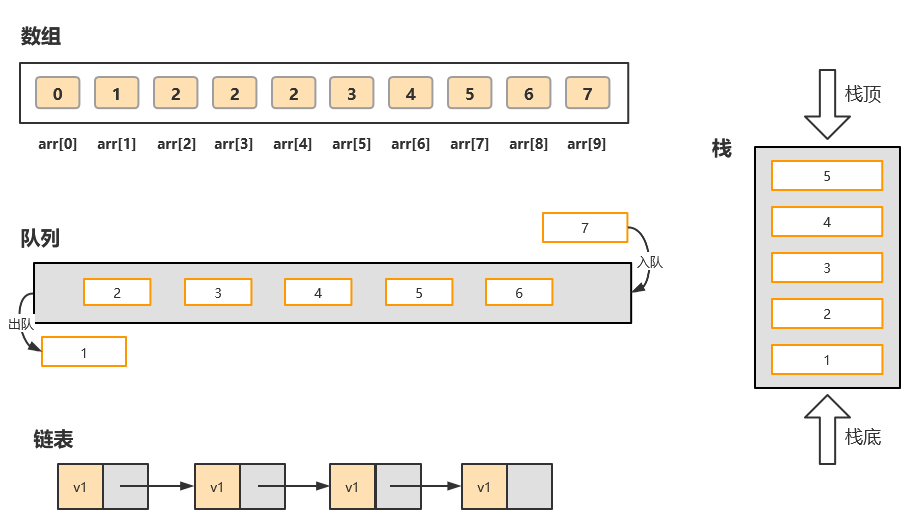 数组
0 1 2 2 2 3 4 5 6 7
arr[0] arr[1] arr[2] arr[3] arr[4] arr[5] arr[6] arr[7] arr[8] arr[9]
队列
7
入队
2 3 4 5 6
出队
1
链表
v1 v1 v1 v1
栈顶
栈
5
4
3
2
1
栈底